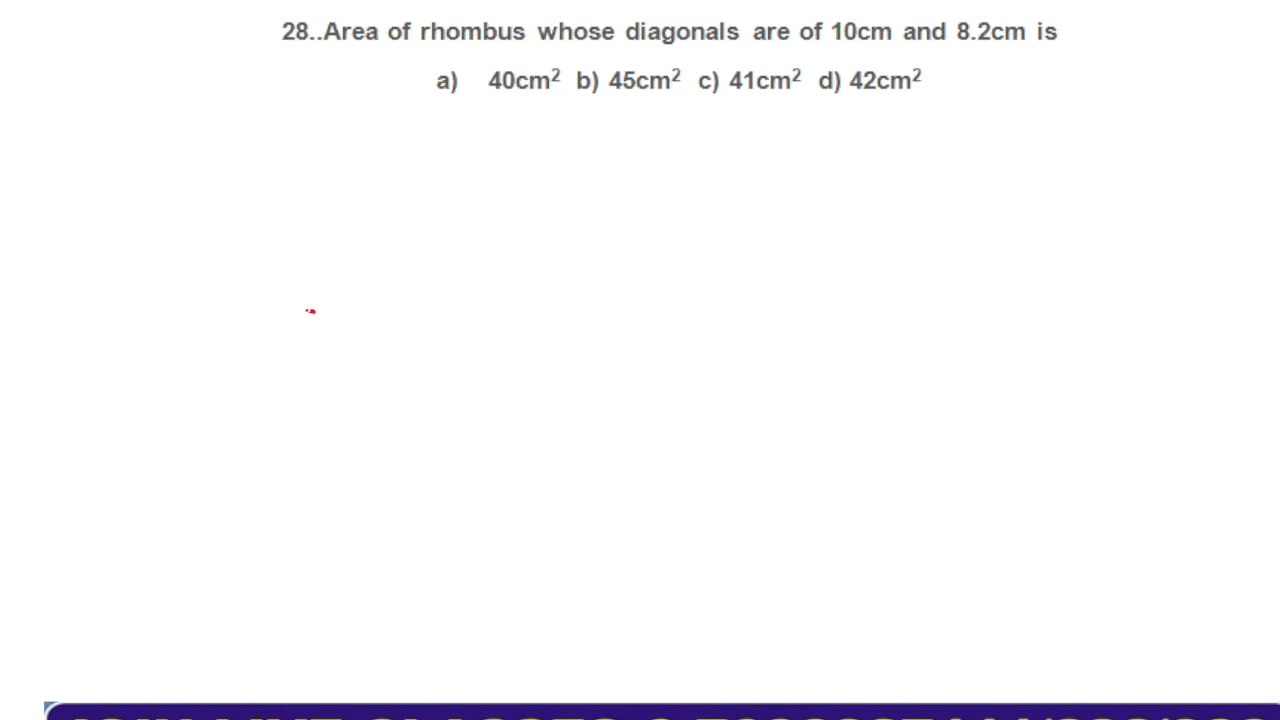 28..Area of rhombus whose diagonals are of 10cm and 8.2cm is
a) 40cm² b) 45cm² c) 41cm² d) 42cm²